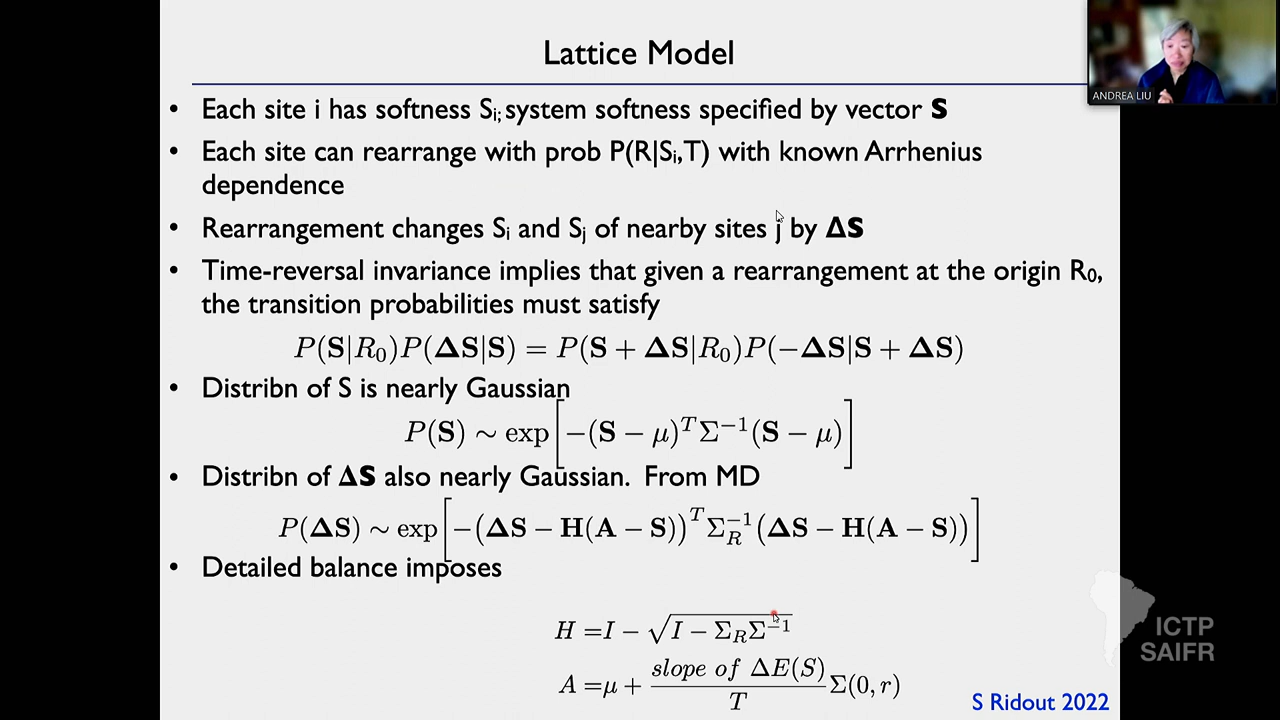 Lattice Model
ANDREA LIU
• Each site i has softness Sᵢ; system softness specified by vector S
• Each site can rearrange with prob P(R|Sᵢ,T) with known Arrhenius
dependence
• Rearrangement changes Sᵢ and Sⱼ of nearby sites j by ΔS
• Time-reversal invariance implies that given a rearrangement at the origin R₀,
the transition probabilities must satisfy
P(S|R₀)P(ΔS|S) = P(S + ΔS|R₀)P(−ΔS|S + ΔS)
• Distribn of S is nearly Gaussian
P(S) ∼ exp[−(S − μ)ᵀΣ⁻¹(S − μ)]
• Distribn of ΔS also nearly Gaussian. From MD
P(ΔS) ∼ exp[−(ΔS − H(A − S))ᵀ Σ_R⁻¹ (ΔS − H(A − S))]
• Detailed balance imposes
H =I − √(I − Σ_RΣ⁻¹)
A =μ + (slope of ΔE(S))/T Σ(0, r)
ICTP
SAIFR
S Ridout 2022